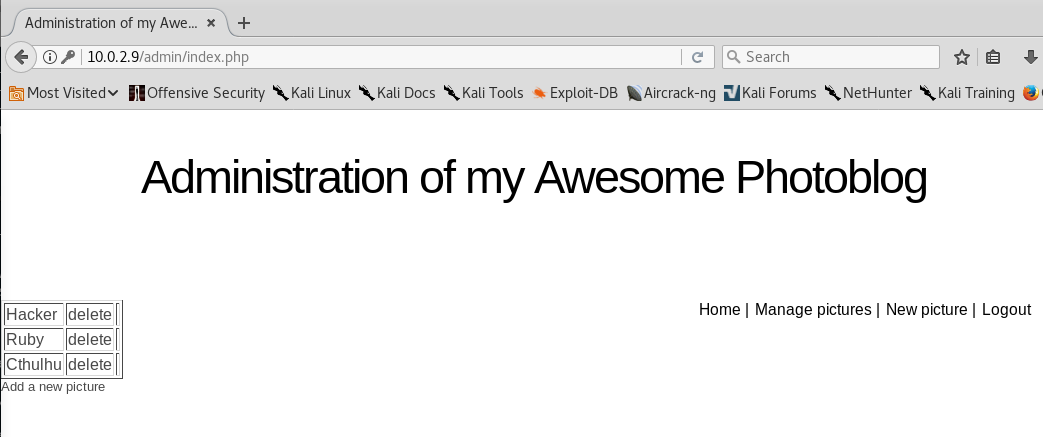 Administration of my Awe...
10.0.2.9/admin/index.php Search
Most Visited Offensive Security Kali Linux Kali Docs Kali Tools Exploit-DB Aircrack-ng Kali Forums NetHunter Kali Training
Administration of my Awesome Photoblog
Home | Manage pictures | New picture | Logout
Hacker delete
Ruby delete
Cthulhu delete
Add a new picture